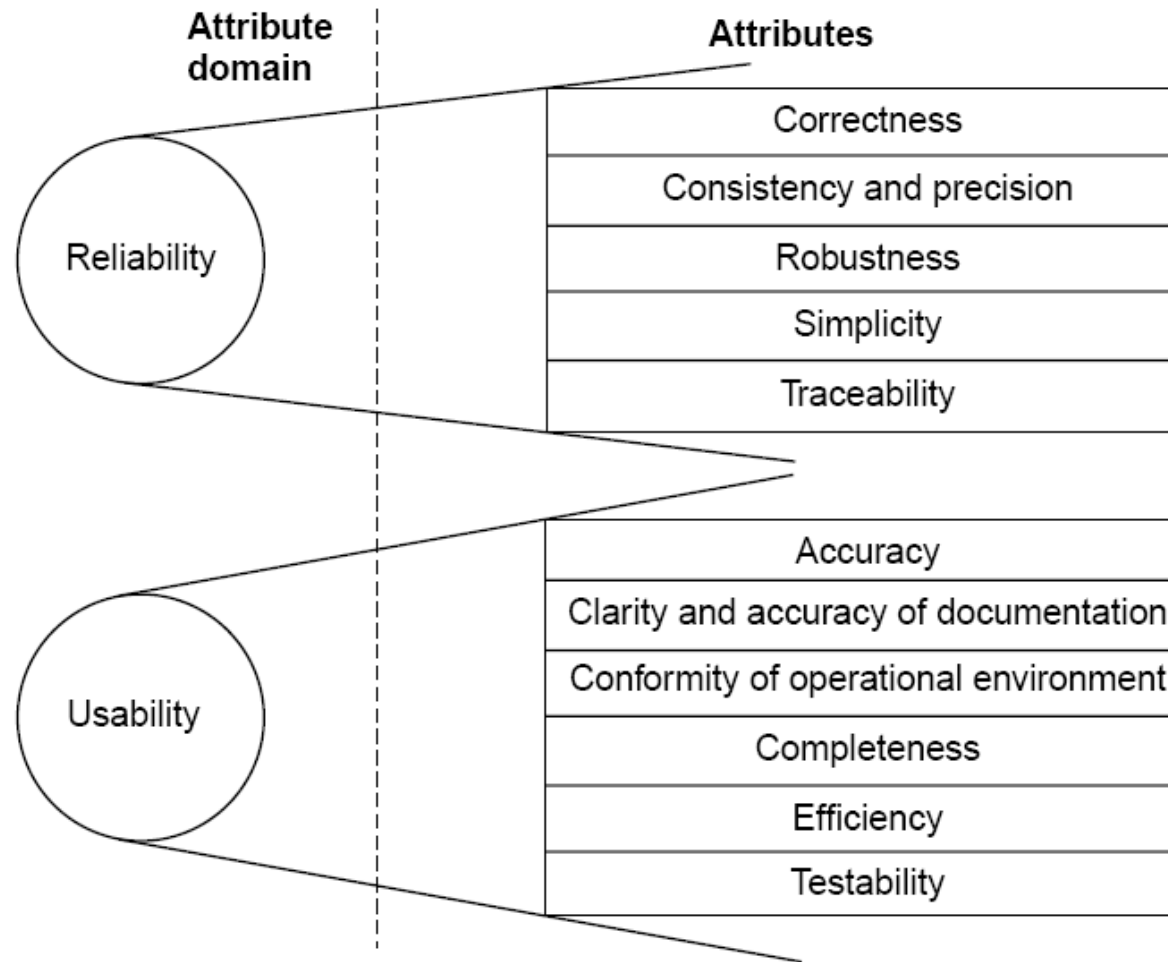 Attribute
domain
Attributes
Reliability
Correctness
Consistency and precision
Robustness
Simplicity
Traceability
Usability
Accuracy
Clarity and accuracy of documentation
Conformity of operational environment
Completeness
Efficiency
Testability